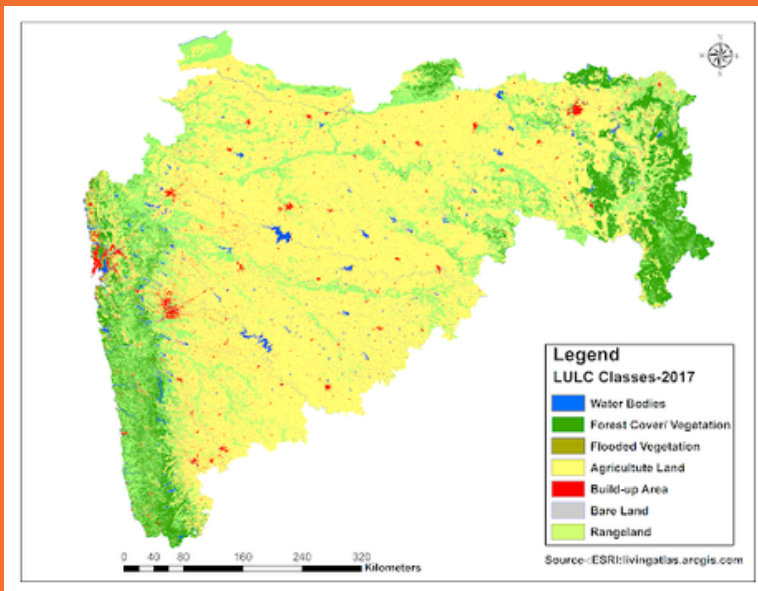 N
Legend
LULC Classes-2017
Water Bodies
Forest Cover/ Vegetation
Flooded Vegetation
Agricultute Land
Build-up Area
Bare Land
Rangeland
0 40 80 160 240 320
Kilometers
Source-:ESRI:livingatlas.arcgis.com